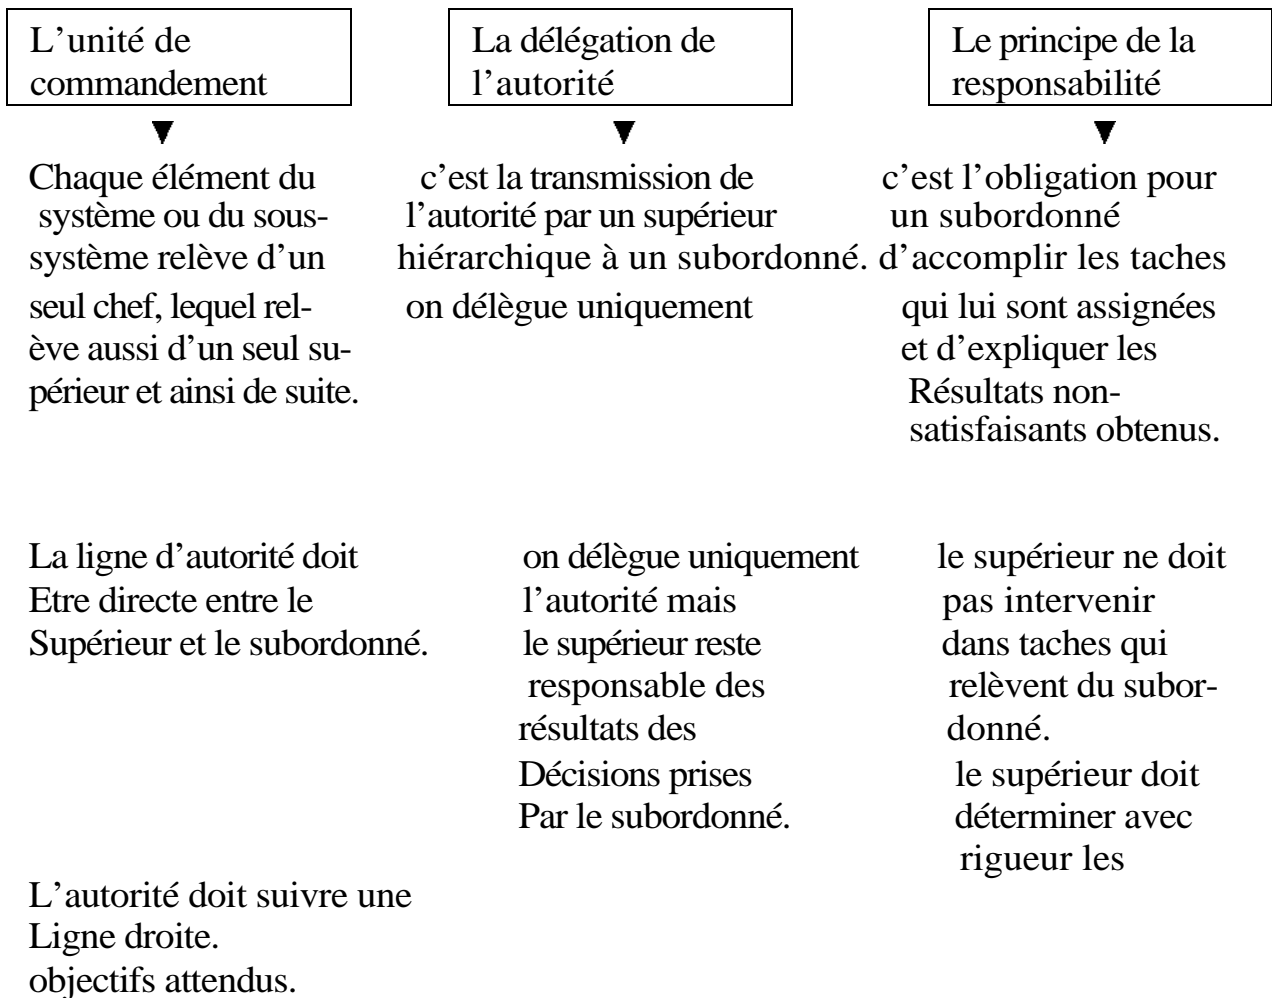 L’unité de
commandement
La délégation de
l’autorité
Le principe de la
responsabilité
Chaque élément du
système ou du sous-
système relève d’un
seul chef, lequel rel-
ève aussi d’un seul su-
périeur et ainsi de suite.
c’est la transmission de
l’autorité par un supérieur
hiérarchique à un subordonné.
on délègue uniquement
c’est l’obligation pour
un subordonné
d’accomplir les taches
qui lui sont assignées
et d’expliquer les
Résultats non-
satisfaisants obtenus.
La ligne d’autorité doit
Etre directe entre le
Supérieur et le subordonné.
on délègue uniquement
l’autorité mais
le supérieur reste
responsable des
résultats des
Décisions prises
Par le subordonné.
le supérieur ne doit
pas intervenir
dans taches qui
relèvent du subor-
donné.
le supérieur doit
déterminer avec
rigueur les
L’autorité doit suivre une
Ligne droite.
objectifs attendus.